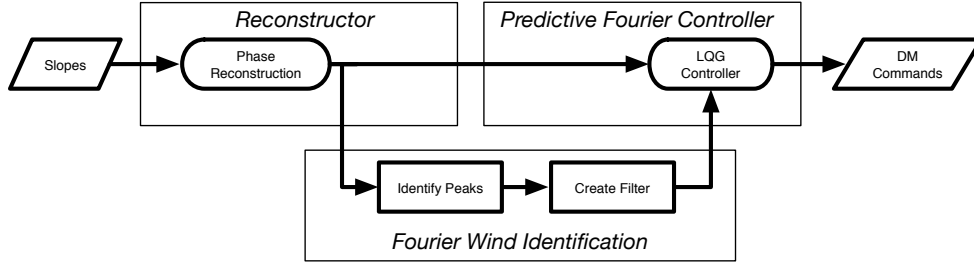 Reconstructor
Predictive Fourier Controller
Slopes
Phase
Reconstruction
LQG
Controller
DM
Commands
Identify Peaks
Create Filter
Fourier Wind Identification